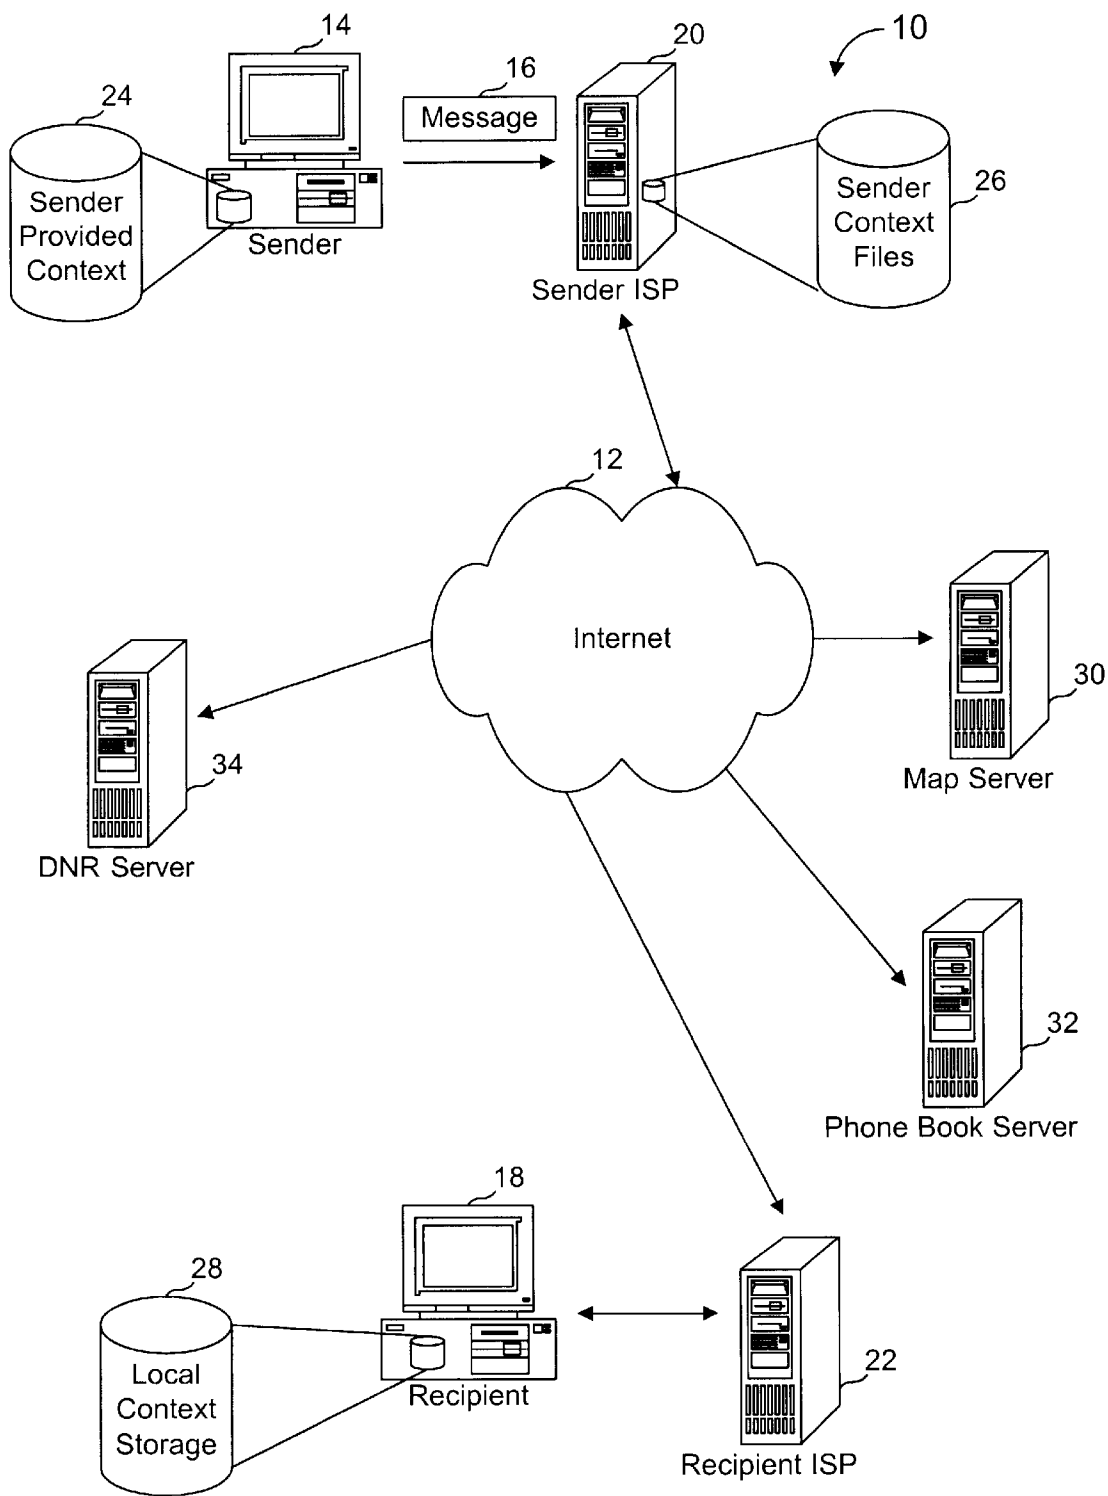 14
20
10
16
24
Message
Sender
Provided
Context
Sender
Context
Files
26
Sender
Sender ISP
12
Internet
30
34
Map Server
DNR Server
32
Phone Book Server
18
28
Local
Context
Storage
22
Recipient
Recipient ISP